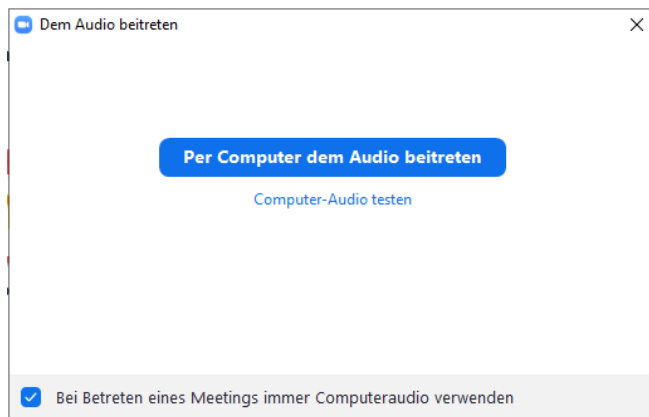 Dem Audio beitreten
Per Computer dem Audio beitreten
Computer-Audio testen
Bei Betreten eines Meetings immer Computeraudio verwenden